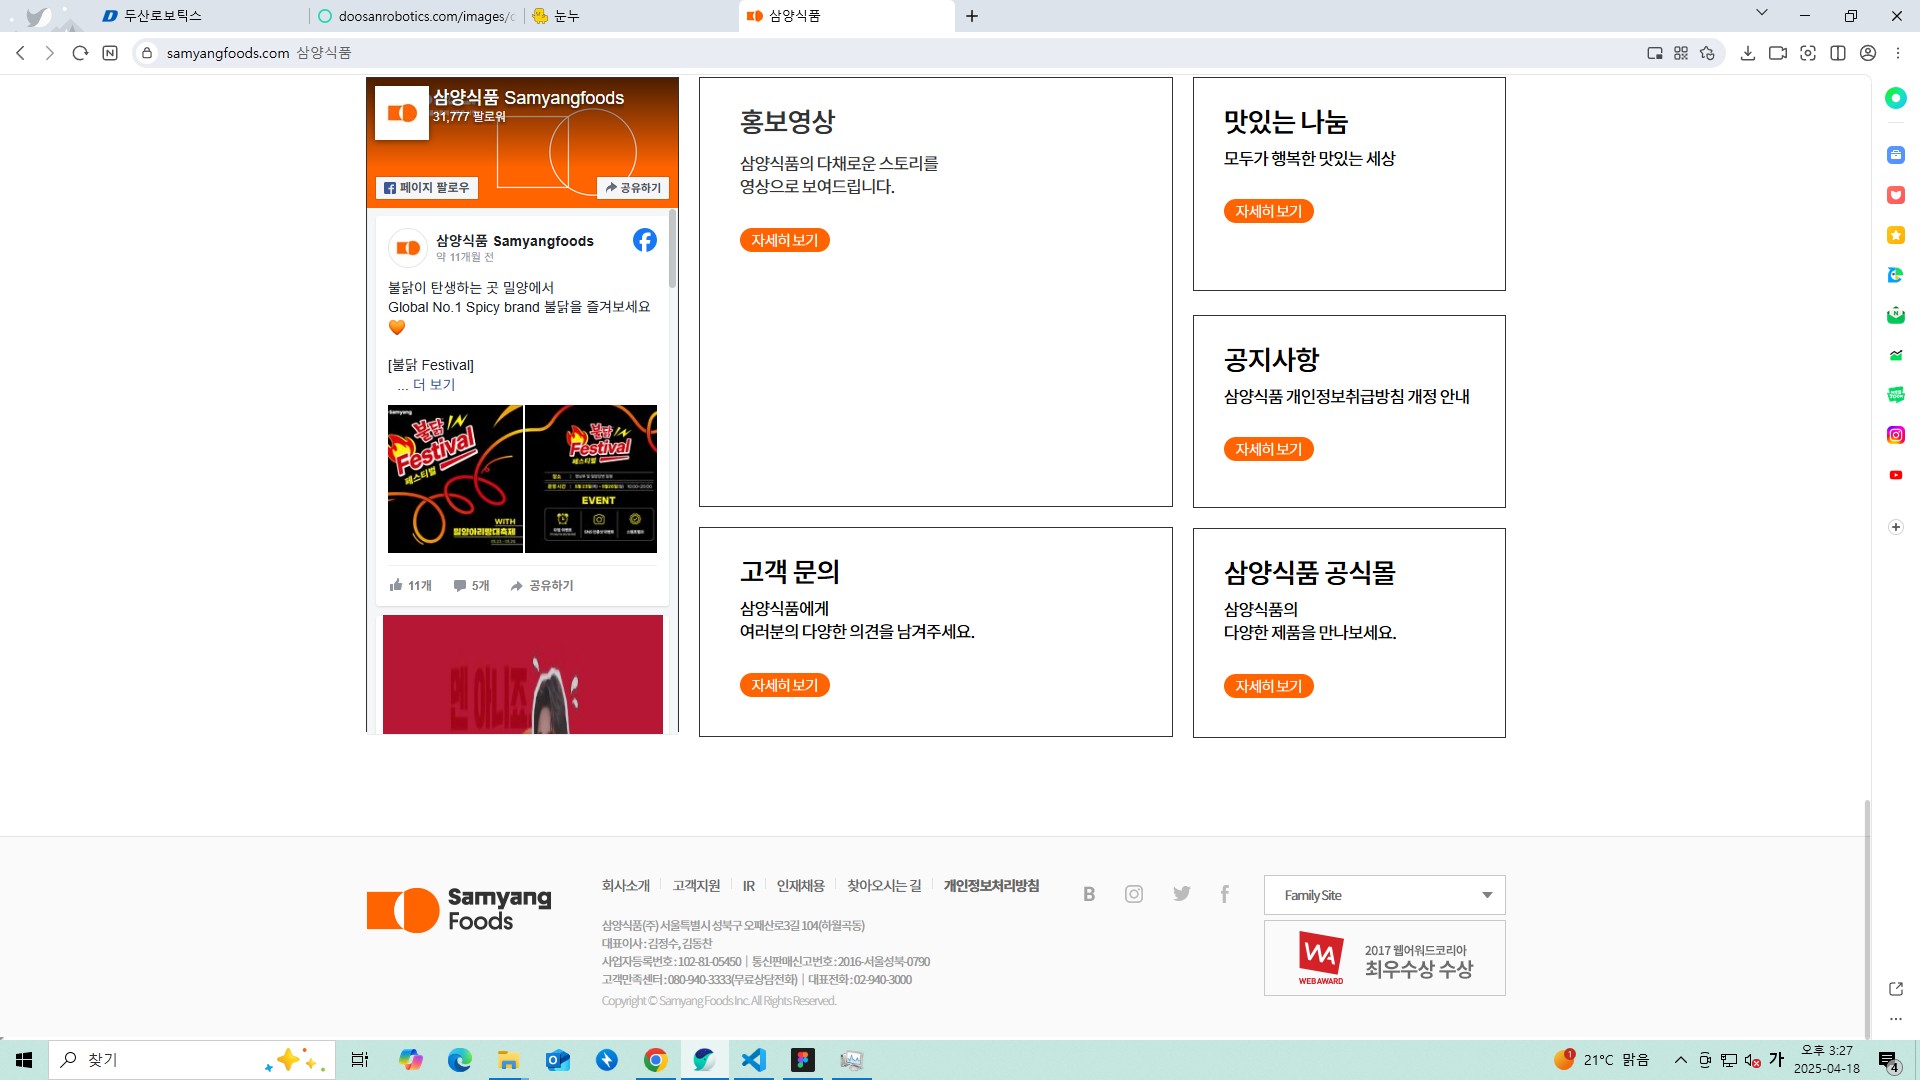 두산로보틱스
doosanrobotics.com/images/
눈누
삼양식품
samyangfoods.com 삼양식품
삼양식품 Samyangfoods
31,777 팔로워
페이지 팔로우
공유하기
삼양식품 Samyangfoods
약 11개월 전
불닭이 탄생하는 곳 밀양에서
Global No.1 Spicy brand 불닭을 즐겨보세요
🧡
[불닭 Festival]
... 더 보기
Samyang
불닭 IN
Festival
페스티벌
WITH
밀양아리랑대축제
불닭 IN
Festival
페스티벌
EVENT
11개
5개
공유하기
맨 아니죠
홍보영상
삼양식품의 다채로운 스토리를
영상으로 보여드립니다.
자세히 보기
맛있는 나눔
모두가 행복한 맛있는 세상
자세히 보기
공지사항
삼양식품 개인정보취급방침 개정 안내
자세히 보기
고객 문의
삼양식품에게
여러분의 다양한 의견을 남겨주세요.
자세히 보기
삼양식품 공식몰
삼양식품의
다양한 제품을 만나보세요.
자세히 보기
Samyang
Foods
회사소개 고객지원 IR 인재채용 찾아오시는 길 개인정보처리방침
삼양식품(주) 서울특별시 성북구 오패산로3길 104(하월곡동)
대표이사 : 김정수, 김동찬
사업자등록번호 : 102-81-05450 | 통신판매신고번호 : 2016-서울성북-0790
고객만족센터 : 080-940-3333(무료상담전화) | 대표전화 : 02-940-3000
Copyright © Samyang Foods Inc. All Rights Reserved.
B
Family Site
WA
WEBAWARD
2017 웹어워드코리아
최우수상 수상
찾기
1
21°C 맑음
가
오후 3:27
2025-04-18
4